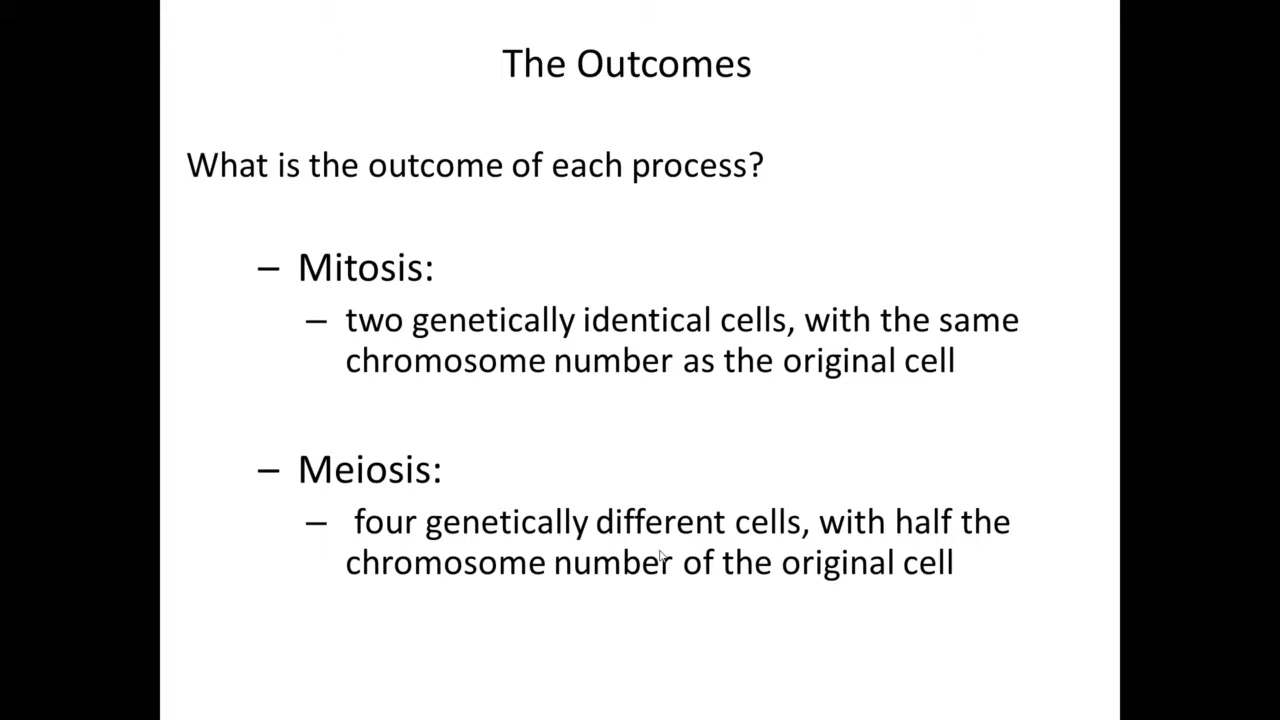 The Outcomes
What is the outcome of each process?
– Mitosis:
– two genetically identical cells, with the same
chromosome number as the original cell
– Meiosis:
– four genetically different cells, with half the
chromosome number of the original cell